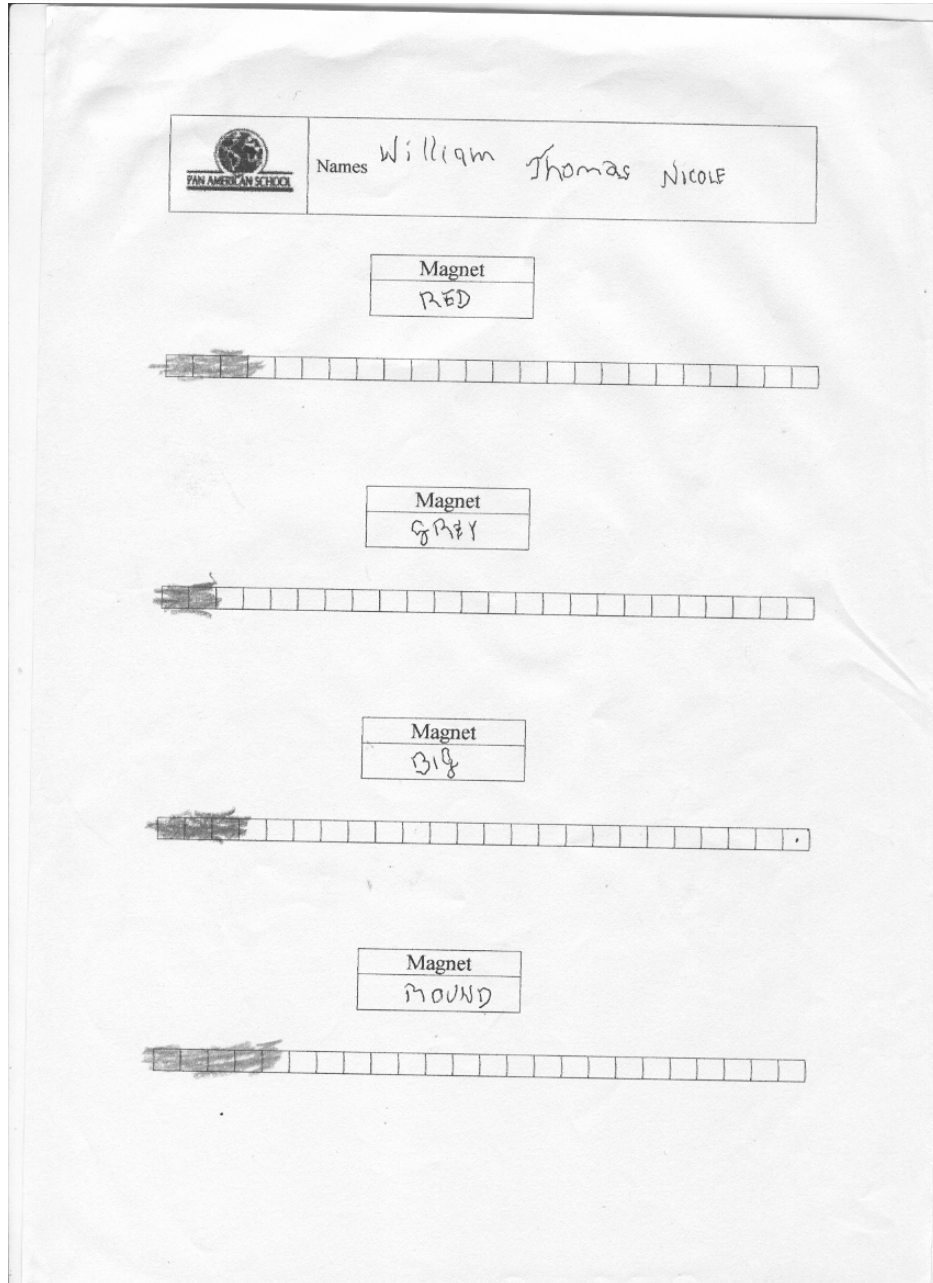 PAN AMERICAN SCHOOL
Names William Thomas NICOLE
Magnet
RED
Magnet
GREY
Magnet
BIG
Magnet
ROUND